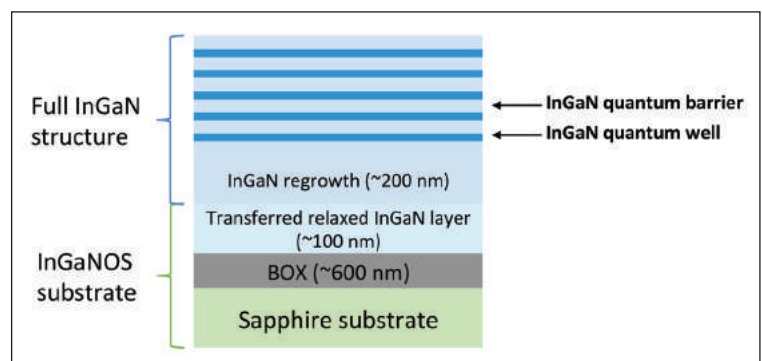 Full InGaN
structure
InGaN quantum barrier
InGaN quantum well
InGaN regrowth (~200 nm)
Transferred relaxed InGaN layer
(~100 nm)
InGaNOS
substrate
BOX (~600 nm)
Sapphire substrate